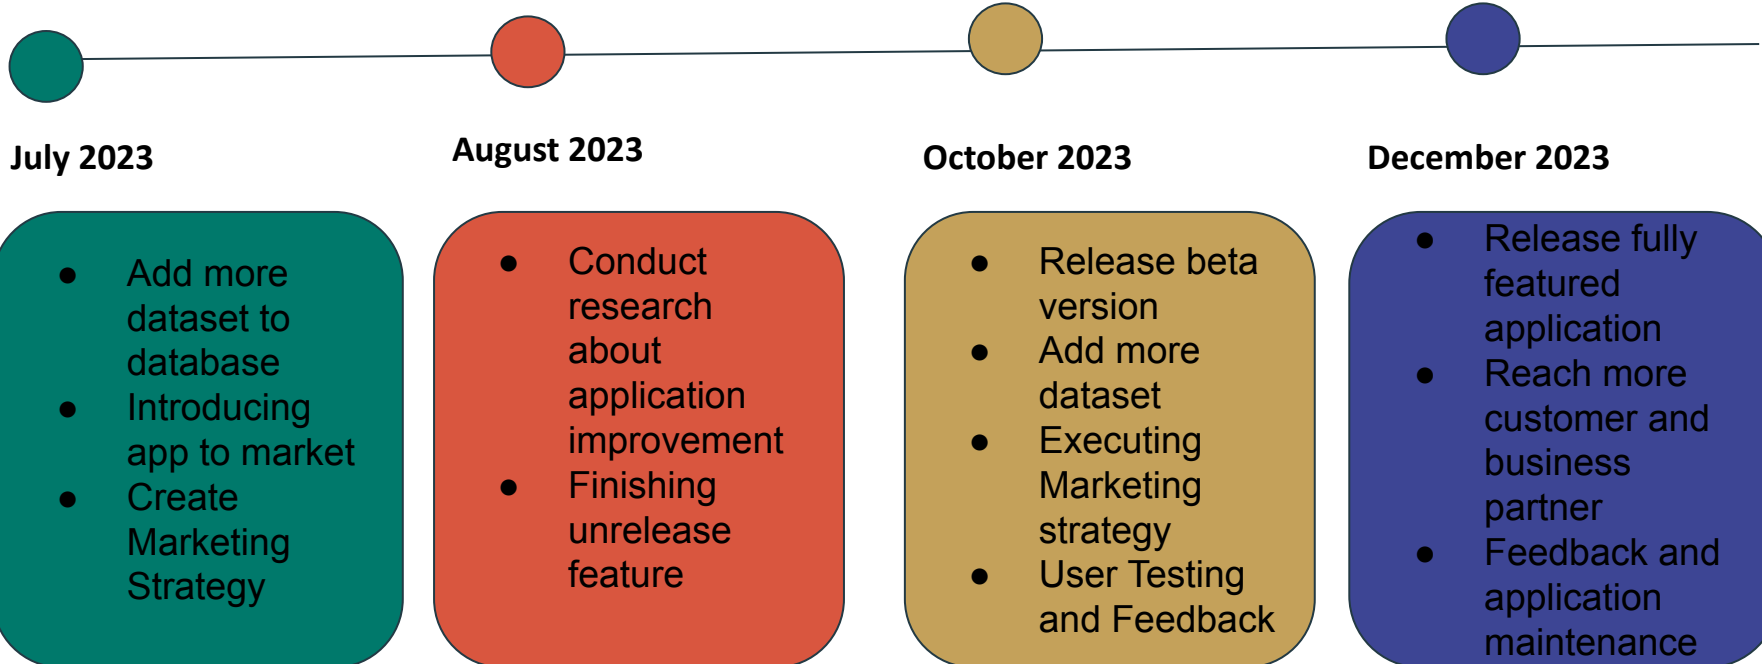 July 2023
● Add more
dataset to
database
● Introducing
app to market
● Create
Marketing
Strategy
August 2023
● Conduct
research
about
application
improvement
● Finishing
unrelease
feature
October 2023
● Release beta
version
● Add more
dataset
● Executing
Marketing
strategy
● User Testing
and Feedback
December 2023
● Release fully
featured
application
● Reach more
customer and
business
partner
● Feedback and
application
maintenance